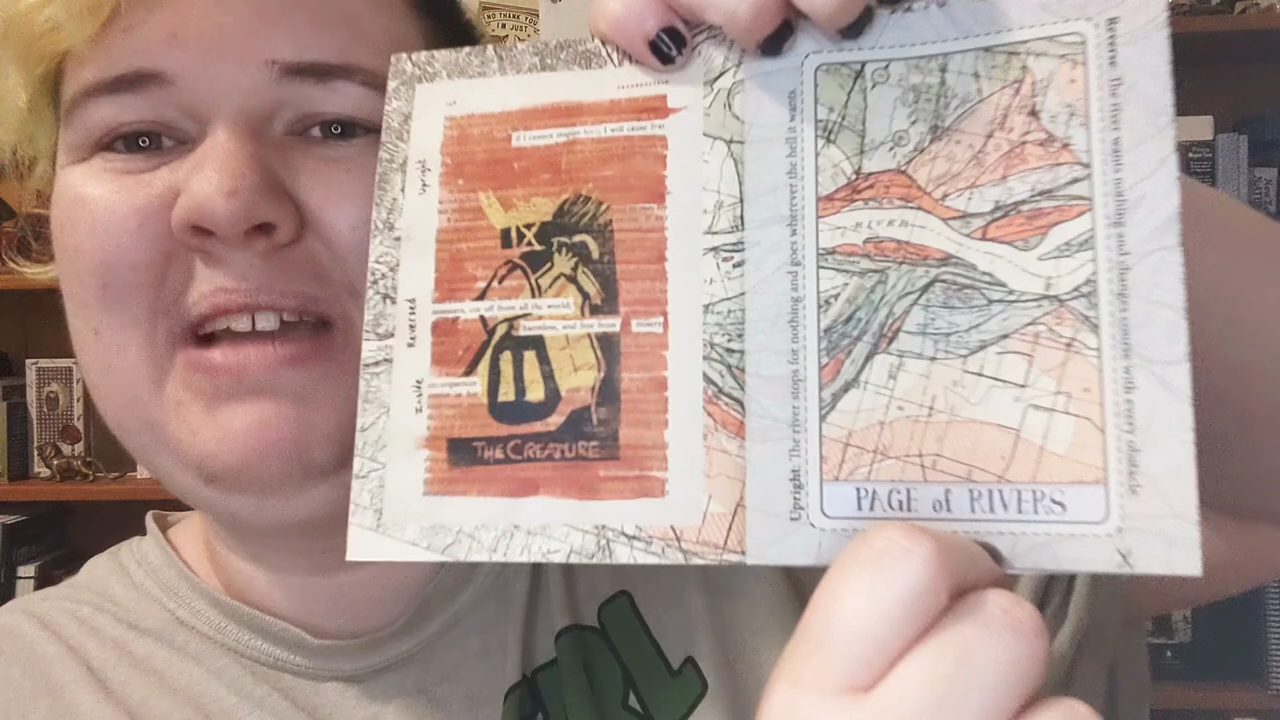 NO THANK YOU
I'M JUST
FRANKENSTEIN
if I cannot inspire love, I will cause fear
Upright
Reversed
Inside
monsters, cut off from all the world;
harmless, and free from misery
THE CREATURE
Upright: The river stops for nothing and goes wherever the hell it wants.
RIVER
PAGE of RIVERS
Reverse: The river wants nothing and changes course with every obstacle